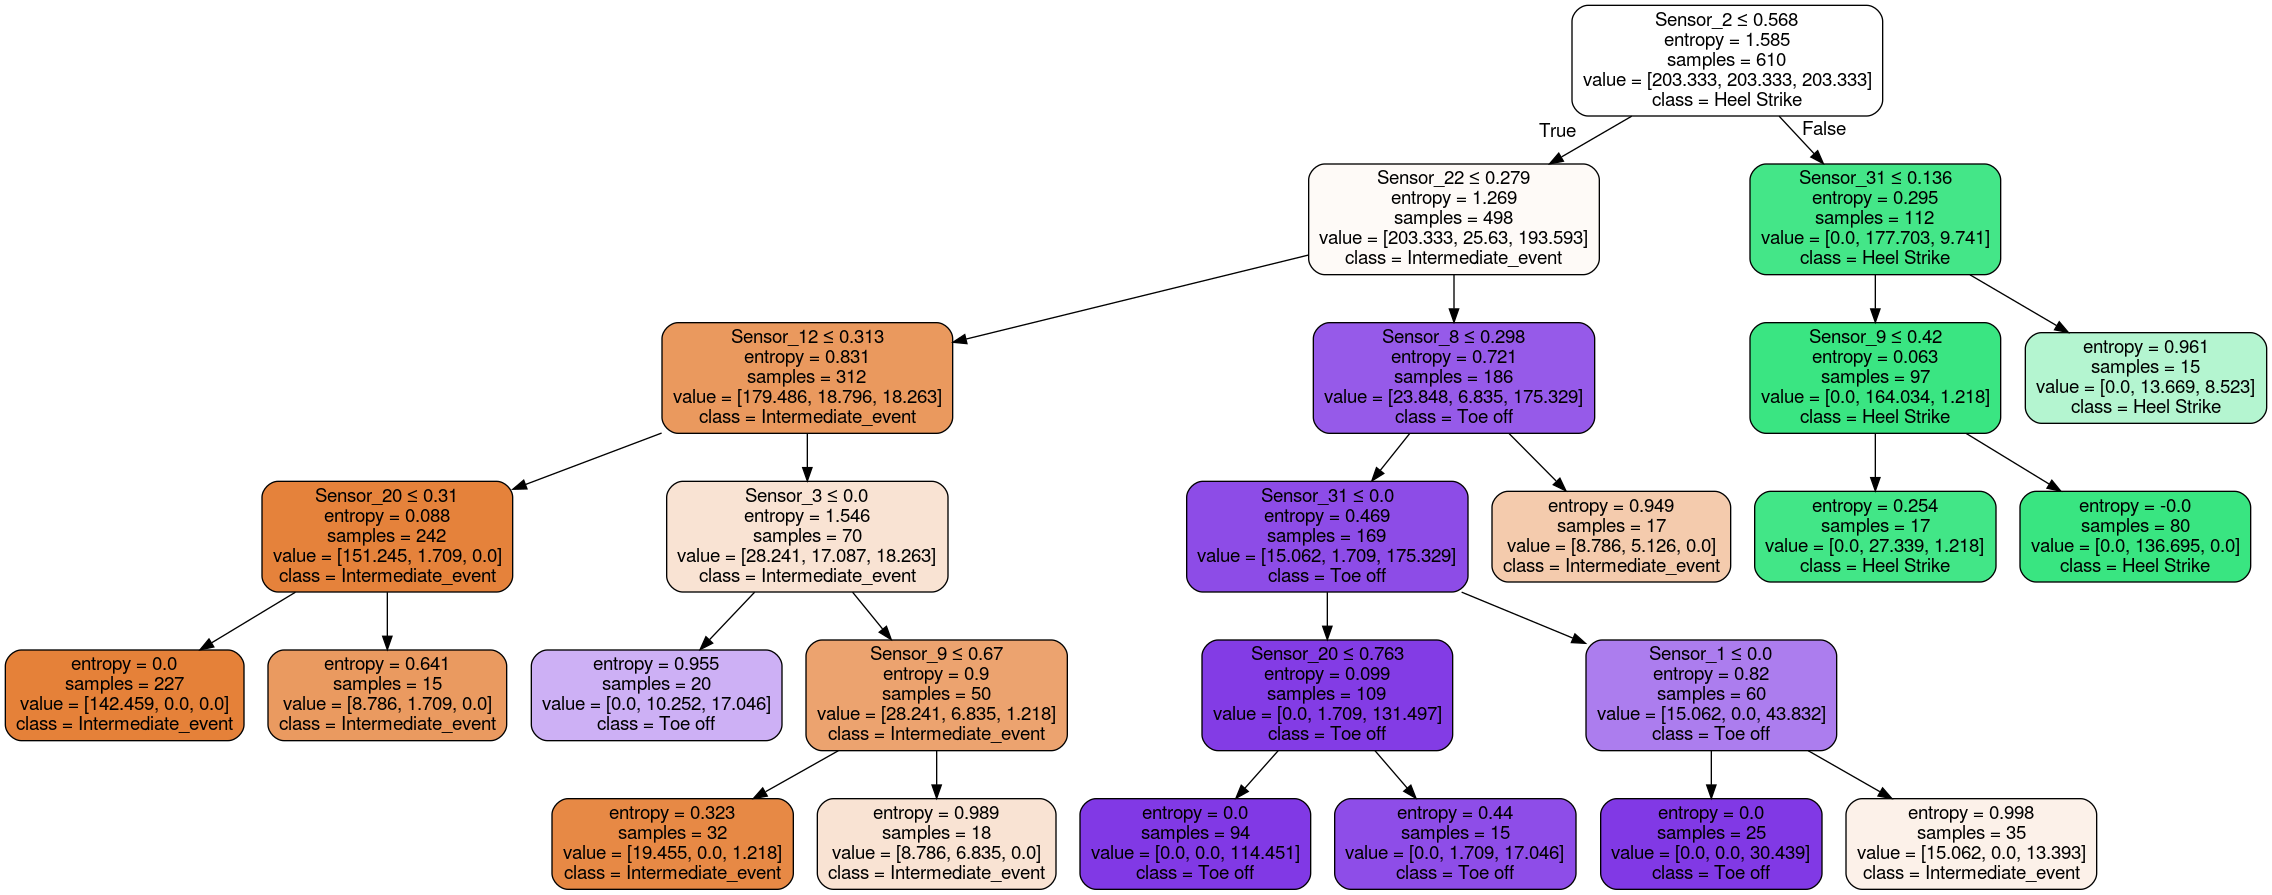 Sensor_2 ≤ 0.568
entropy = 1.585
samples = 610
value = [203.333, 203.333, 203.333]
class = Heel Strike
True
False
Sensor_22 ≤ 0.279
entropy = 1.269
samples = 498
value = [203.333, 25.63, 193.593]
class = Intermediate_event
Sensor_31 ≤ 0.136
entropy = 0.295
samples = 112
value = [0.0, 177.703, 9.741]
class = Heel Strike
Sensor_12 ≤ 0.313
entropy = 0.831
samples = 312
value = [179.486, 18.796, 18.263]
class = Intermediate_event
Sensor_8 ≤ 0.298
entropy = 0.721
samples = 186
value = [23.848, 6.835, 175.329]
class = Toe off
Sensor_9 ≤ 0.42
entropy = 0.063
samples = 97
value = [0.0, 164.034, 1.218]
class = Heel Strike
entropy = 0.961
samples = 15
value = [0.0, 13.669, 8.523]
class = Heel Strike
Sensor_20 ≤ 0.31
entropy = 0.088
samples = 242
value = [151.245, 1.709, 0.0]
class = Intermediate_event
Sensor_3 ≤ 0.0
entropy = 1.546
samples = 70
value = [28.241, 17.087, 18.263]
class = Intermediate_event
Sensor_31 ≤ 0.0
entropy = 0.469
samples = 169
value = [15.062, 1.709, 175.329]
class = Toe off
entropy = 0.949
samples = 17
value = [8.786, 5.126, 0.0]
class = Intermediate_event
entropy = 0.254
samples = 17
value = [0.0, 27.339, 1.218]
class = Heel Strike
entropy = -0.0
samples = 80
value = [0.0, 136.695, 0.0]
class = Heel Strike
entropy = 0.0
samples = 227
value = [142.459, 0.0, 0.0]
class = Intermediate_event
entropy = 0.641
samples = 15
value = [8.786, 1.709, 0.0]
class = Intermediate_event
entropy = 0.955
samples = 20
value = [0.0, 10.252, 17.046]
class = Toe off
Sensor_9 ≤ 0.67
entropy = 0.9
samples = 50
value = [28.241, 6.835, 1.218]
class = Intermediate_event
Sensor_20 ≤ 0.763
entropy = 0.099
samples = 109
value = [0.0, 1.709, 131.497]
class = Toe off
Sensor_1 ≤ 0.0
entropy = 0.82
samples = 60
value = [15.062, 0.0, 43.832]
class = Toe off
entropy = 0.323
samples = 32
value = [19.455, 0.0, 1.218]
class = Intermediate_event
entropy = 0.989
samples = 18
value = [8.786, 6.835, 0.0]
class = Intermediate_event
entropy = 0.0
samples = 94
value = [0.0, 0.0, 114.451]
class = Toe off
entropy = 0.44
samples = 15
value = [0.0, 1.709, 17.046]
class = Toe off
entropy = 0.0
samples = 25
value = [0.0, 0.0, 30.439]
class = Toe off
entropy = 0.998
samples = 35
value = [15.062, 0.0, 13.393]
class = Intermediate_event